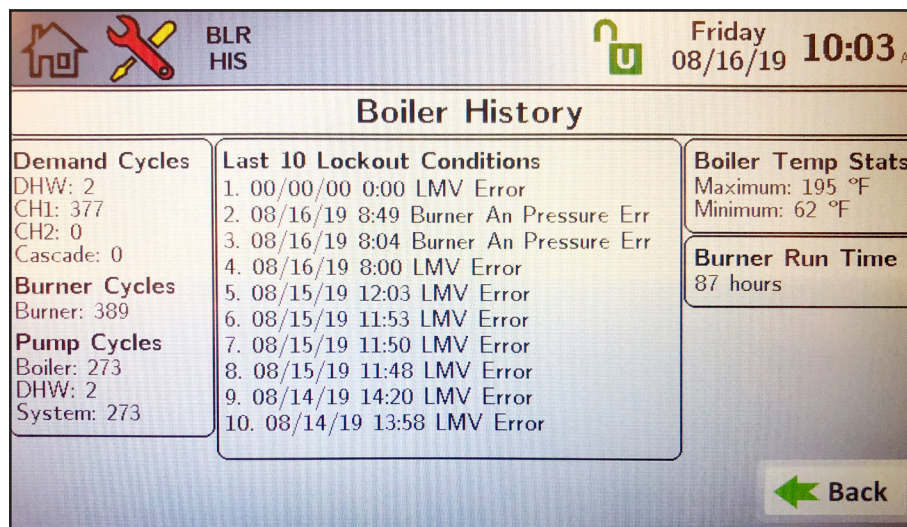 BLR
HIS
Friday
08/16/19
10:03
Boiler History
Demand Cycles
DHW: 2
CH1: 377
CH2: 0
Cascade: 0
Burner Cycles
Burner: 389
Pump Cycles
Boiler: 273
DHW: 2
System: 273
Last 10 Lockout Conditions
1. 00/00/00 0:00 LMV Error
2. 08/16/19 8:49 Burner An Pressure Err
3. 08/16/19 8:04 Burner An Pressure Err
4. 08/16/19 8:00 LMV Error
5. 08/15/19 12:03 LMV Error
6. 08/15/19 11:53 LMV Error
7. 08/15/19 11:50 LMV Error
8. 08/15/19 11:48 LMV Error
9. 08/14/19 14:20 LMV Error
10. 08/14/19 13:58 LMV Error
Boiler Temp Stats
Maximum: 195 °F
Minimum: 62 °F
Burner Run Time
87 hours
U
Back